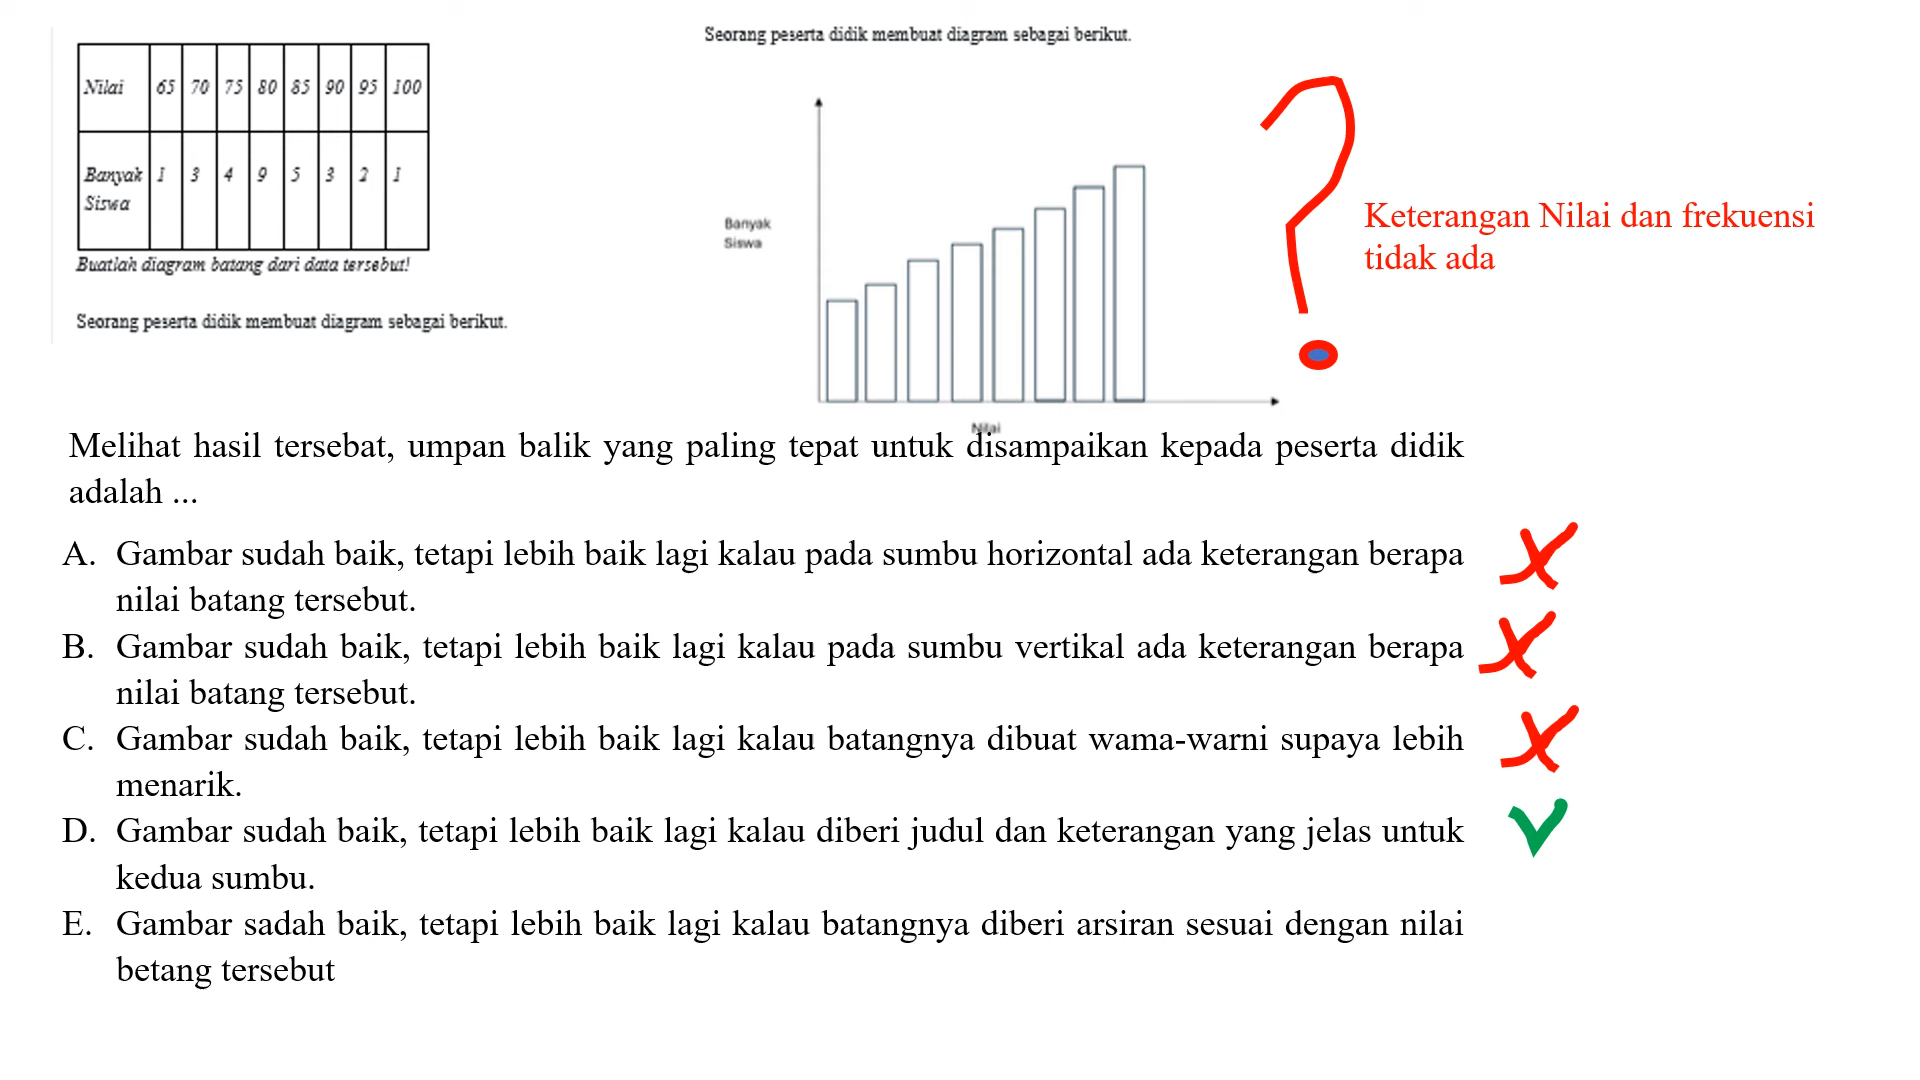 Nilai 65 70 75 80 85 90 95 100
Banyak 1 3 4 9 5 3 2 1
Siswa
Buatlah diagram batang dari data tersebut!
Seorang peserta didik membuat diagram sebagai berikut.
Seorang peserta didik membuat diagram sebagai berikut.
Banyak
Siswa
Nilai
Keterangan Nilai dan frekuensi
tidak ada
Melihat hasil tersebat, umpan balik yang paling tepat untuk disampaikan kepada peserta didik
adalah ...
A. Gambar sudah baik, tetapi lebih baik lagi kalau pada sumbu horizontal ada keterangan berapa
nilai batang tersebut.
B. Gambar sudah baik, tetapi lebih baik lagi kalau pada sumbu vertikal ada keterangan berapa
nilai batang tersebut.
C. Gambar sudah baik, tetapi lebih baik lagi kalau batangnya dibuat wama-warni supaya lebih
menarik.
D. Gambar sudah baik, tetapi lebih baik lagi kalau diberi judul dan keterangan yang jelas untuk
kedua sumbu.
E. Gambar sadah baik, tetapi lebih baik lagi kalau batangnya diberi arsiran sesuai dengan nilai
betang tersebut